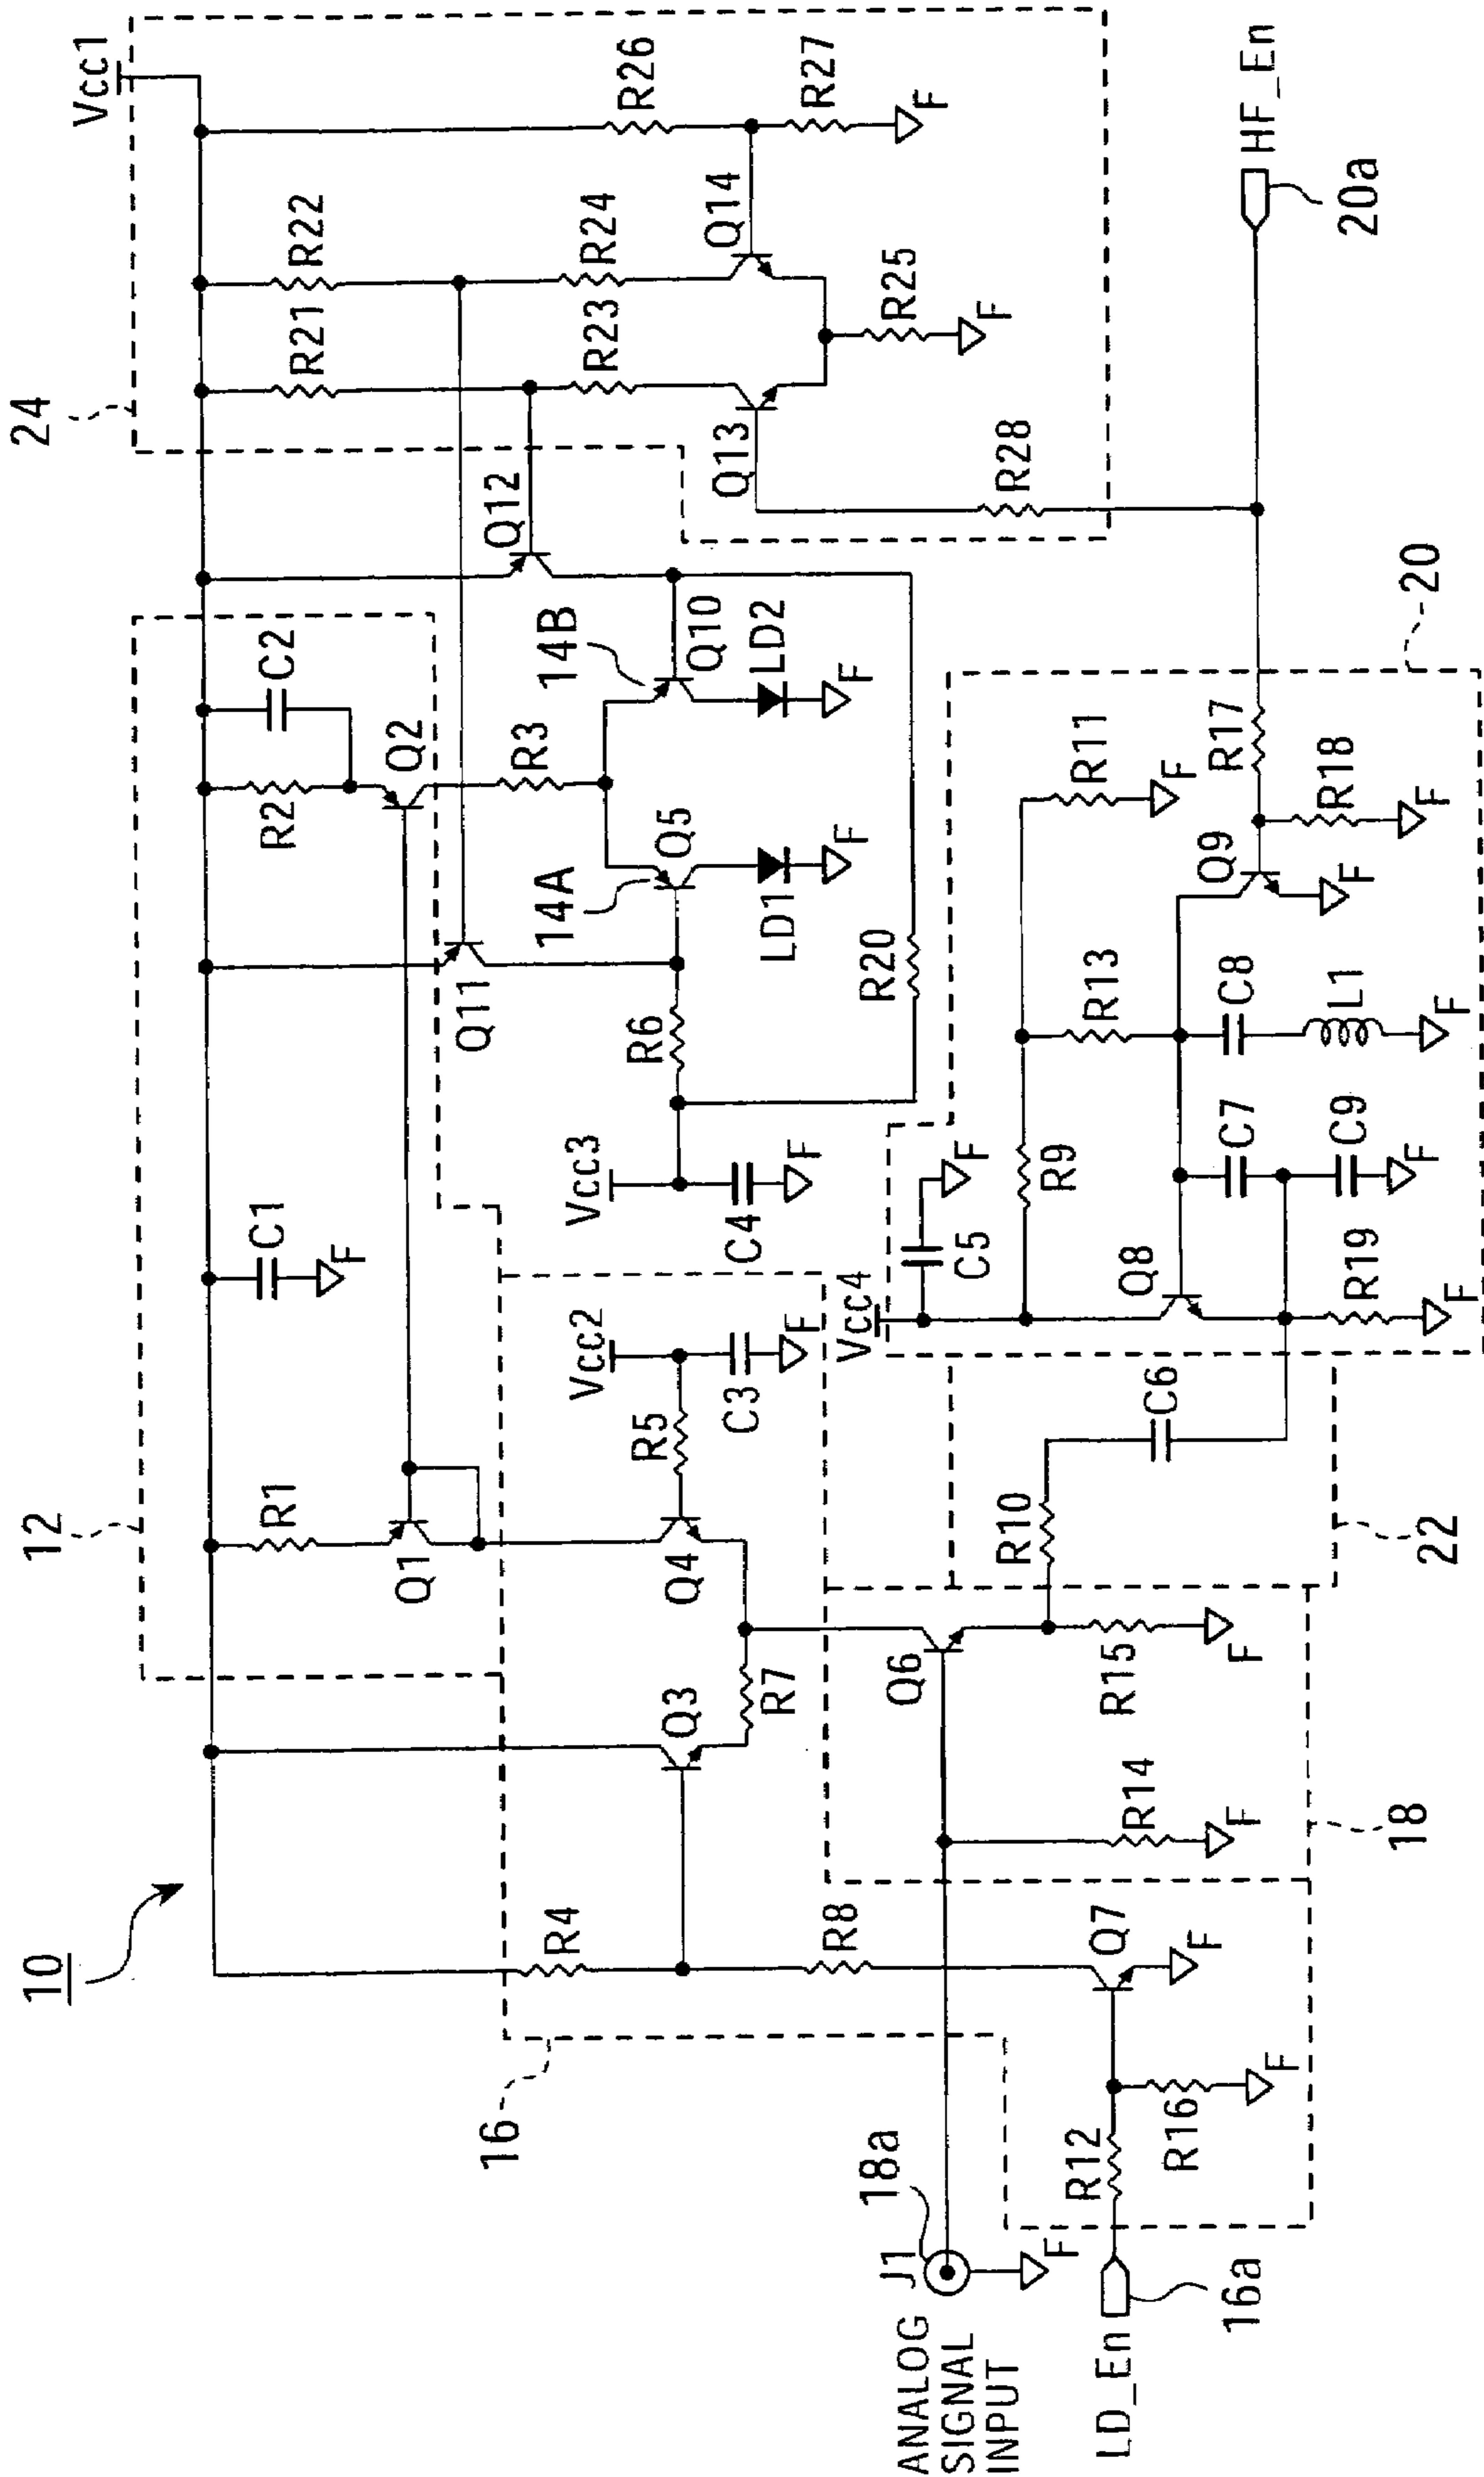 10
12
24
Vcc1
R4
R1
C1
R2
C2
R21
R22
R26
Q1
Q2
Q11
Q12
R23
R24
R27
F
F
16
Q3
Q4
R5
Vcc2
C3
F
R7
Vcc3
C4
F
R6
14A
Q5
LD1
F
R3
14B
Q10
LD2
F
R20
Q13
Q14
R25
F
R28
R8
Q7
F
18a
J1
F
ANALOG
SIGNAL
INPUT
LD_En
16a
R12
R16
F
Q6
R14
F
R15
F
18
R10
C6
22
Vcc4
C5
F
R9
R11
F
R13
Q8
C7
C8
L1
F
C9
F
R19
F
Q9
F
R17
R18
F
20
HF_En
20a